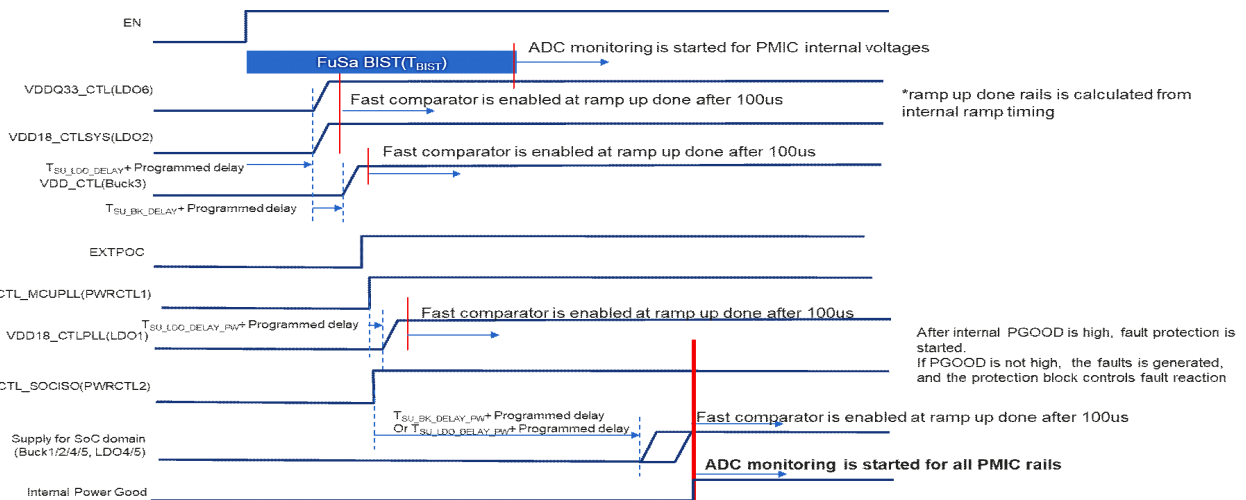 EN
FuSa BIST(TBIST)
ADC monitoring is started for PMIC internal voltages
VDDQ33_CTL(LDO6)
Fast comparator is enabled at ramp up done after 100us
*ramp up done rails is calculated from
internal ramp timing
VDD18_CTLSYS(LDO2)
Fast comparator is enabled at ramp up done after 100us
TSU_LDO_DELAY+ Programmed delay
VDD_CTL(Buck3)
TSU_BK_DELAY+ Programmed delay
EXTPOC
CTL_MCUPLL(PWRCTL1)
Fast comparator is enabled at ramp up done after 100us
TSU_LDO_DELAY_PW+ Programmed delay
VDD18_CTLPLL(LDO1)
After internal PGOOD is high, fault protection is
started.
If PGOOD is not high, the faults is generated,
and the protection block controls fault reaction
CTL_SOCISO(PWRCTL2)
TSU_BK_DELAY_PW+ Programmed delay
Or TSU_LDO_DELAY_PW+ Programmed delay
Fast comparator is enabled at ramp up done after 100us
Supply for SoC domain
(Buck1/2/4/5, LDO4/5)
ADC monitoring is started for all PMIC rails
Internal Power Good